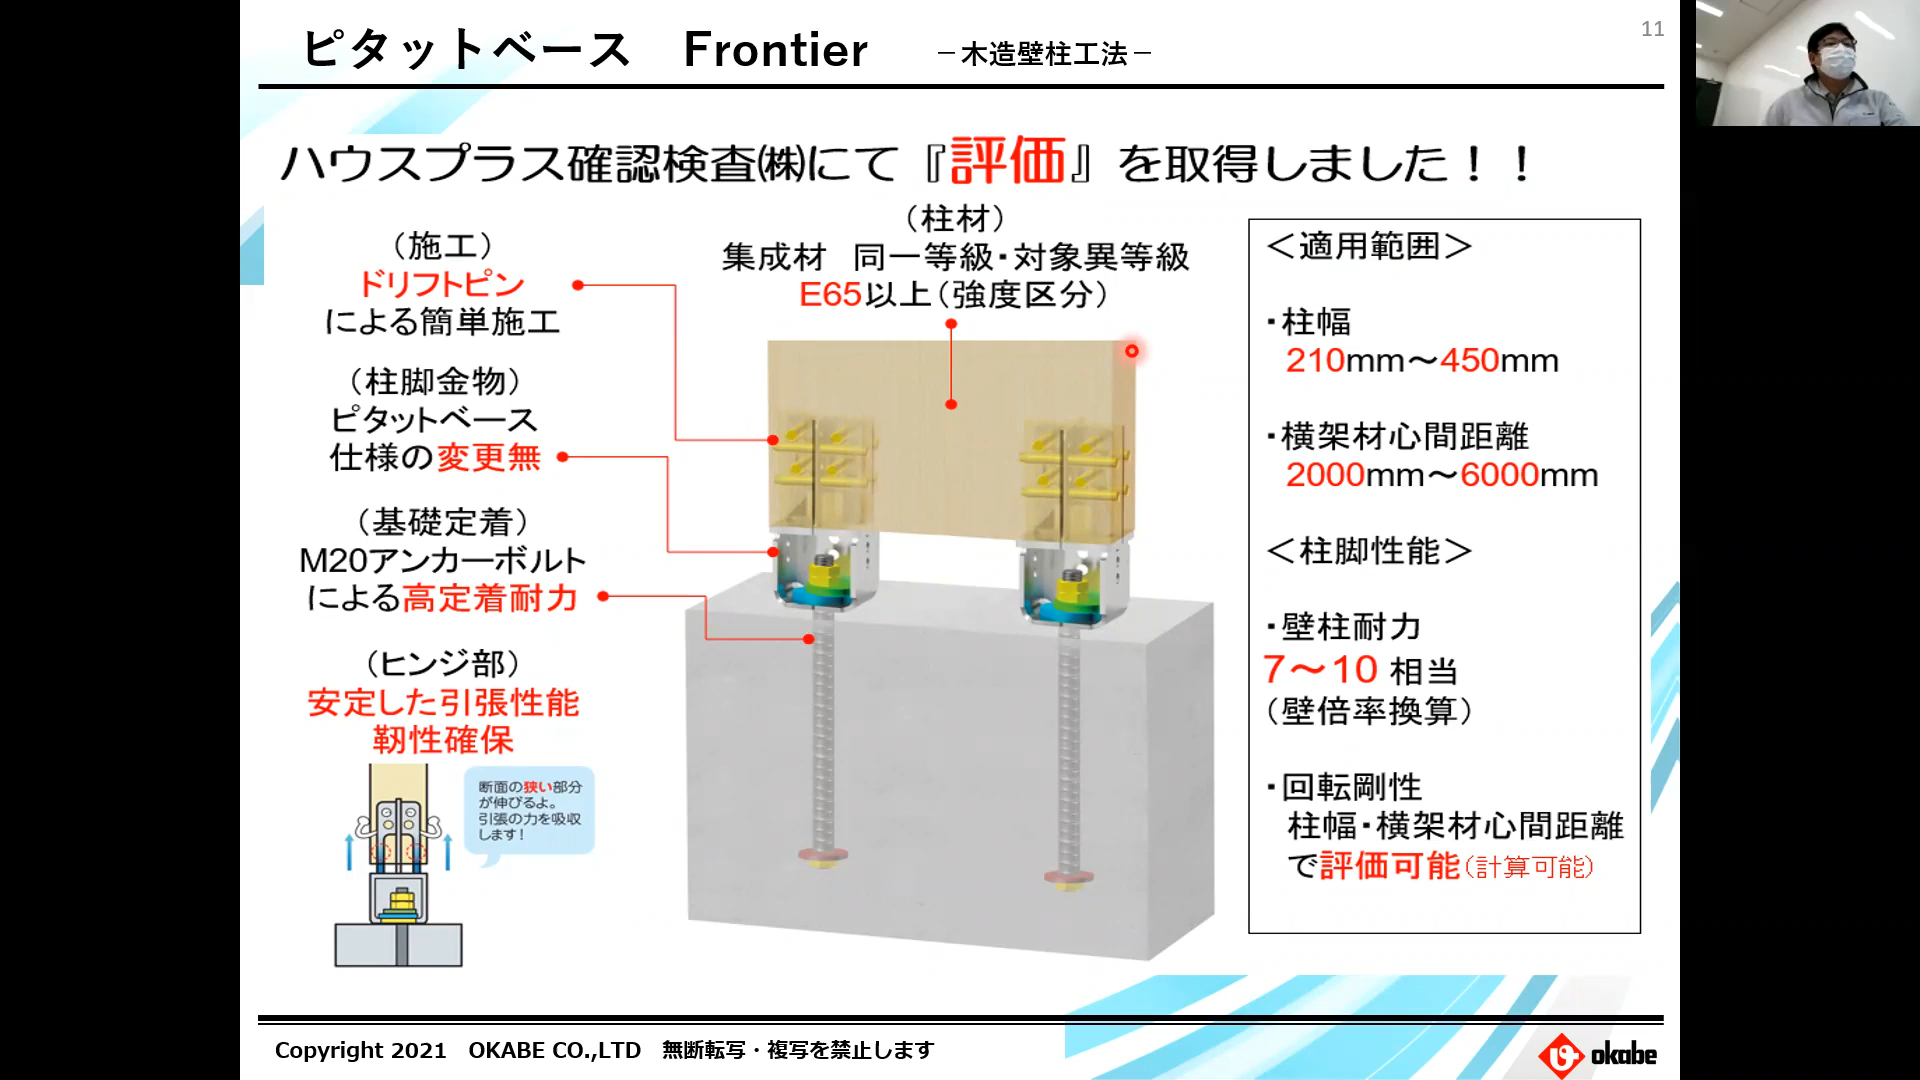 11
ピタットベース Frontier －木造壁柱工法－
ハウスプラス確認検査㈱にて『評価』を取得しました！！
（施工）
ドリフトピン
による簡単施工
（柱脚金物）
ピタットベース
仕様の変更無
（基礎定着）
M20アンカーボルト
による高定着耐力
（ヒンジ部）
安定した引張性能
靭性確保
断面の狭い部分
が伸びるよ。
引張の力を吸収
します！
（柱材）
集成材 同一等級・対象異等級
E65以上（強度区分）
＜適用範囲＞
・柱幅
210mm～450mm
・横架材心間距離
2000mm～6000mm
＜柱脚性能＞
・壁柱耐力
7～10 相当
（壁倍率換算）
・回転剛性
柱幅・横架材心間距離
で評価可能（計算可能）
Copyright 2021 OKABE CO.,LTD 無断転写・複写を禁止します
okabe